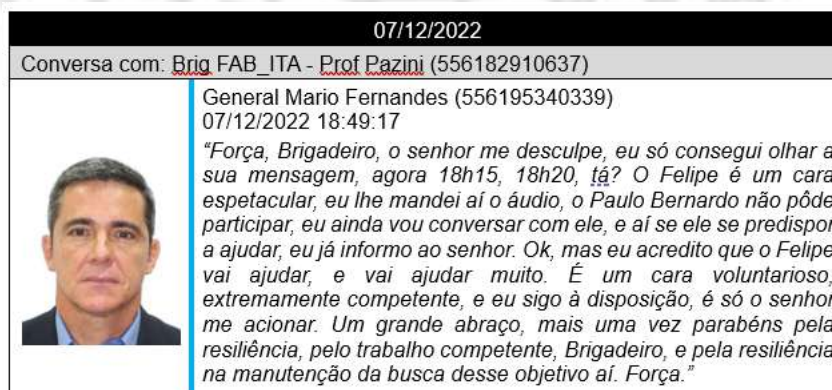 07/12/2022
Conversa com: Brig FAB_ITA - Prof Pazini (556182910637)
General Mario Fernandes (556195340339)
07/12/2022 18:49:17
“Força, Brigadeiro, o senhor me desculpe, eu só consegui olhar a
sua mensagem, agora 18h15, 18h20, tá? O Felipe é um cara
espetacular, eu lhe mandei aí o áudio, o Paulo Bernardo não pôde
participar, eu ainda vou conversar com ele, e aí se ele se predispor
a ajudar, eu já informo ao senhor. Ok, mas eu acredito que o Felipe
vai ajudar, e vai ajudar muito. É um cara voluntarioso,
extremamente competente, e eu sigo à disposição, é só o senhor
me acionar. Um grande abraço, mais uma vez parabéns pela
resiliência, pelo trabalho competente, Brigadeiro, e pela resiliência
na manutenção da busca desse objetivo aí. Força.”